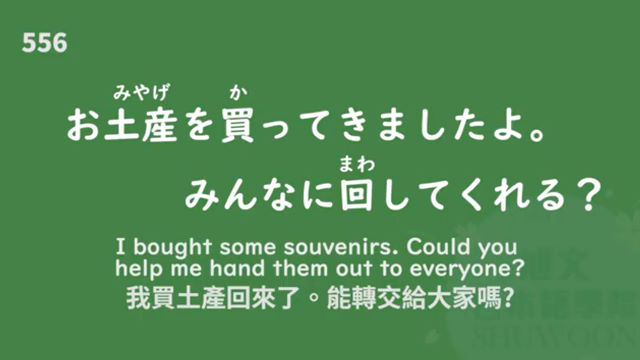 556
みやげ か
お土産を買ってきましたよ。
まわ
みんなに回してくれる？
I bought some souvenirs. Could you
help me hand them out to everyone?
我買土產回來了。能轉交給大家嗎?
SHUWOON